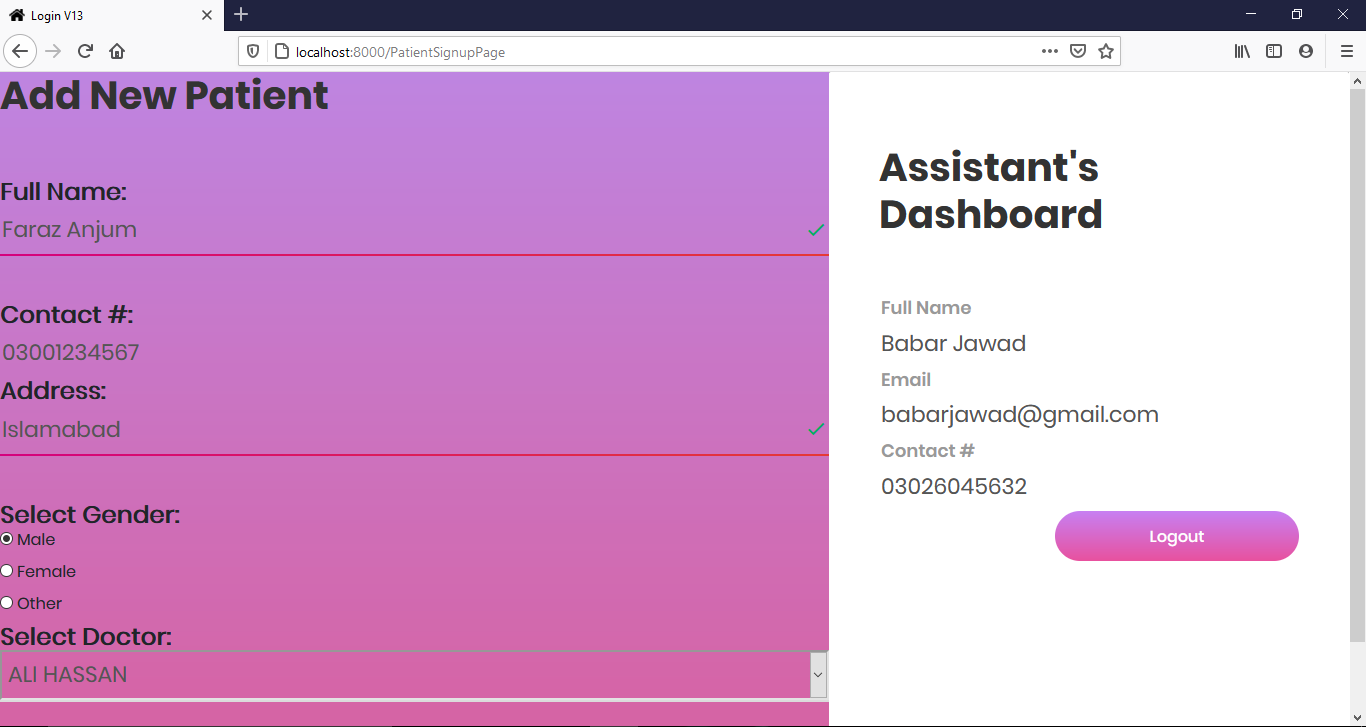 Login V13
localhost:8000/PatientSignupPage
Add New Patient
Full Name:
Faraz Anjum
Contact #:
03001234567
Address:
Islamabad
Select Gender:
Male
Female
Other
Select Doctor:
ALI HASSAN
Assistant's
Dashboard
Full Name
Babar Jawad
Email
babarjawad@gmail.com
Contact #
03026045632
Logout